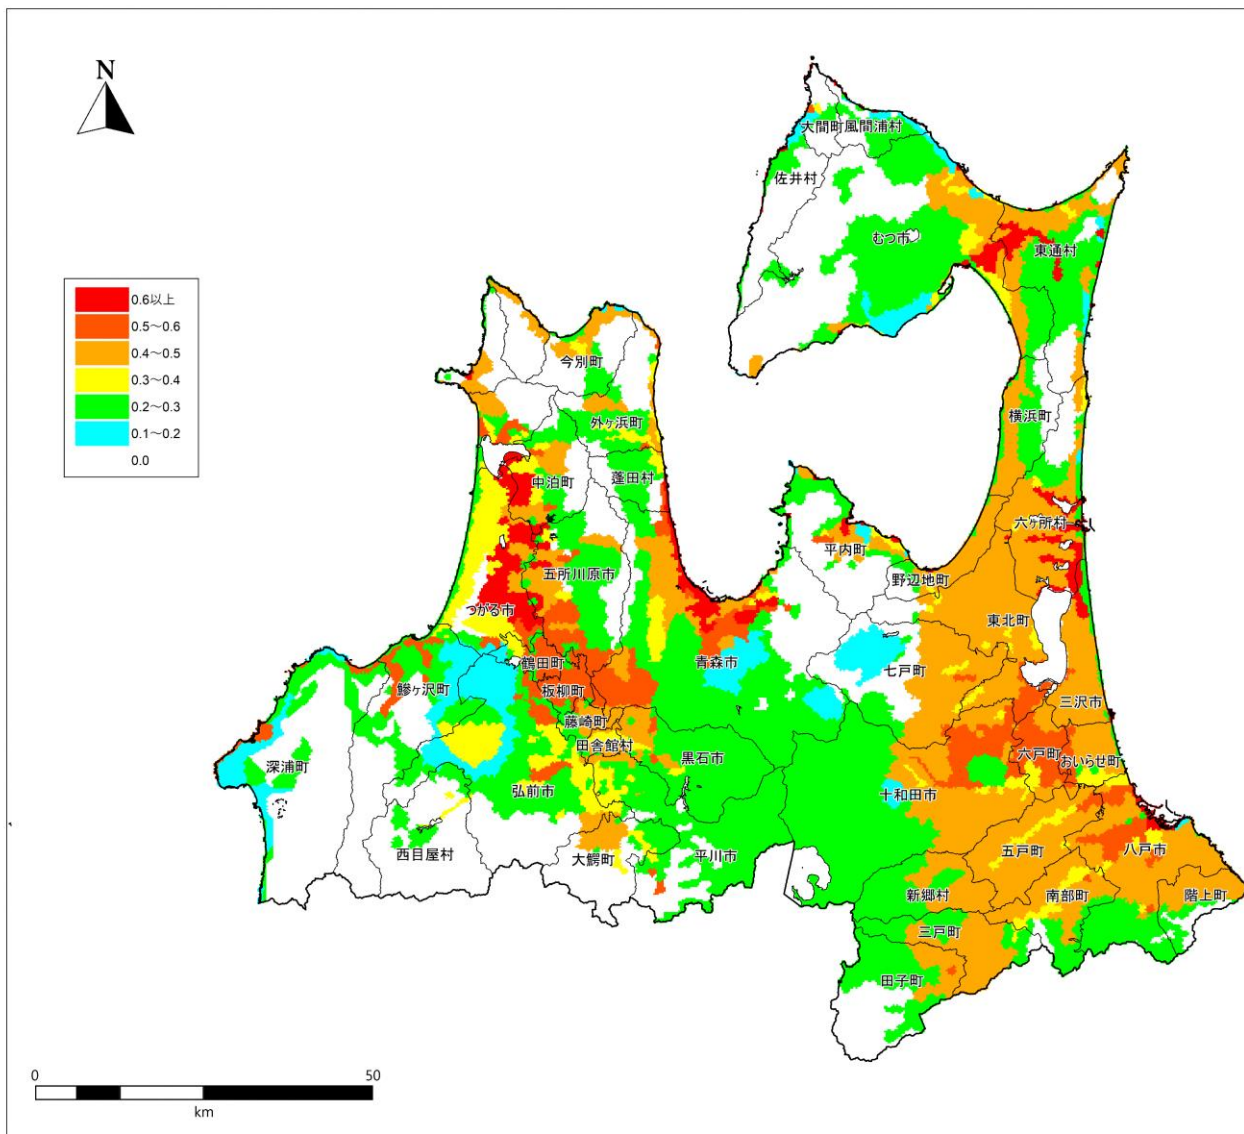 N
大間町
風間浦村
佐井村
むつ市
東通村
0.6以上
0.5～0.6
0.4～0.5
0.3～0.4
0.2～0.3
0.1～0.2
0.0
今別町
外ヶ浜町
横浜町
中泊町
蓬田村
六ヶ所村
平内町
五所川原市
野辺地町
つがる市
東北町
鶴田町
青森市
七戸町
鰺ヶ沢町
板柳町
三沢市
藤崎町
田舎館村
六戸町
おいらせ町
深浦町
黒石市
弘前市
十和田市
西目屋村
大鰐町
平川市
五戸町
八戸市
新郷村
南部町
階上町
三戸町
田子町
0
50
km